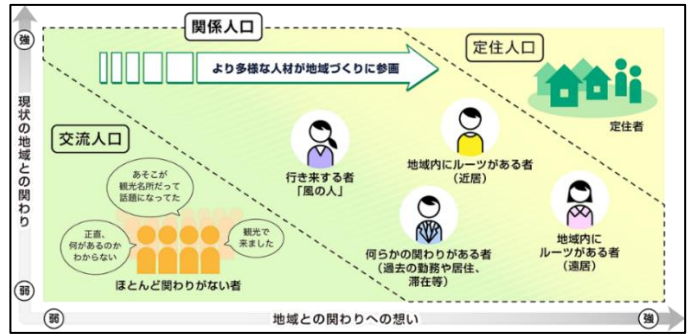 関係人口
強
定住人口
より多様な人材が地域づくりに参画
現状の地域との関わり
交流人口
定住者
あそこが
観光名所だって
話題になってた
行き来する者
「風の人」
地域内にルーツがある者
（近居）
正直、
何があるのか
わからない
観光で
来ました
何らかの関わりがある者
（過去の勤務や居住、
滞在等）
地域内に
ルーツがある者
（遠居）
ほとんど関わりがない者
弱
弱
地域との関わりへの想い
強